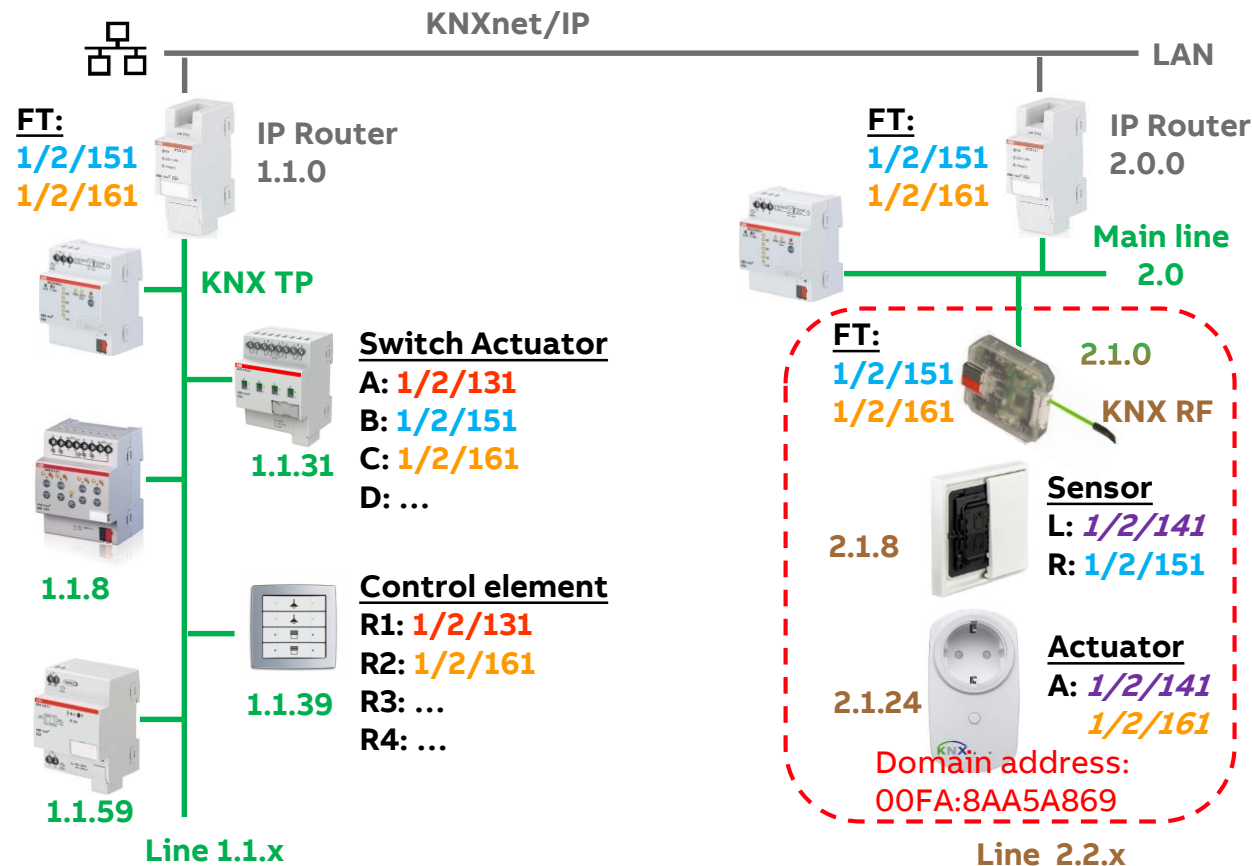 KNXnet/IP
LAN
FT:
1/2/151
1/2/161
IP Router
1.1.0
FT:
1/2/151
1/2/161
IP Router
2.0.0
Main line
2.0
KNX TP
Switch Actuator
A: 1/2/131
B: 1/2/151
C: 1/2/161
D: ...
1.1.31
1.1.8
Control element
R1: 1/2/131
R2: 1/2/161
R3: ...
R4: ...
1.1.39
1.1.59
Line 1.1.x
FT:
1/2/151
1/2/161
2.1.0
KNX RF
Sensor
L: 1/2/141
R: 1/2/151
2.1.8
Actuator
A: 1/2/141
1/2/161
2.1.24
KNX
Domain address:
00FA:8AA5A869
Line 2.2.x